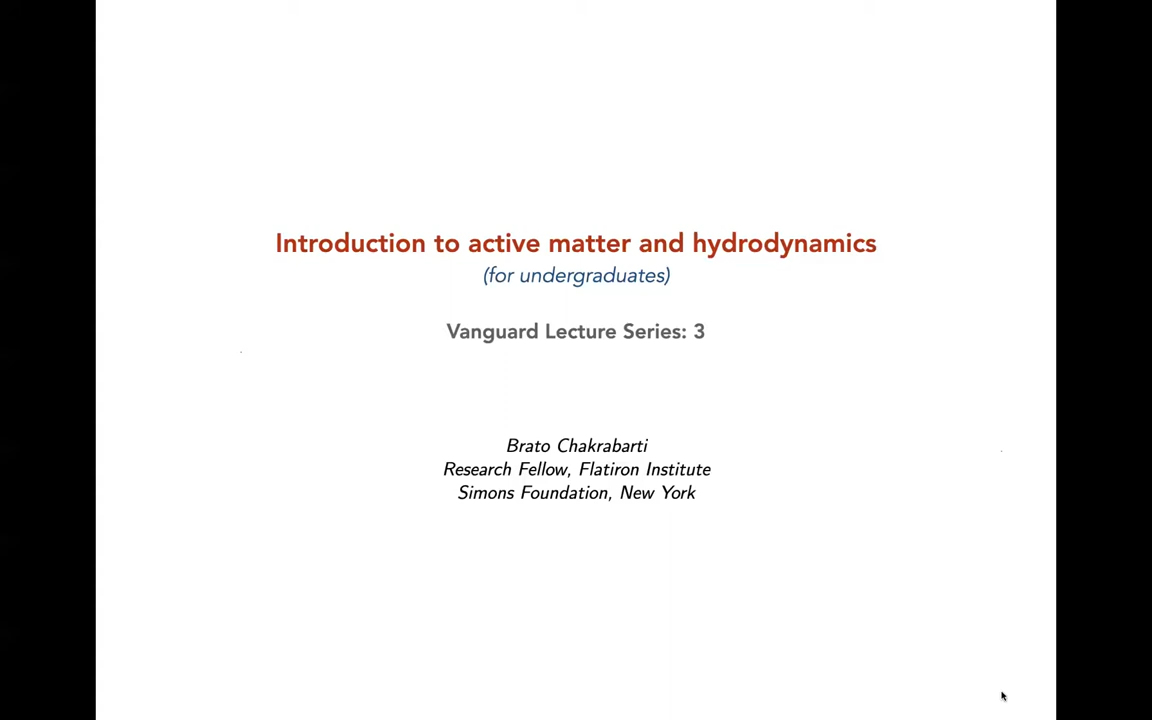 Introduction to active matter and hydrodynamics
(for undergraduates)
Vanguard Lecture Series: 3
Brato Chakrabarti
Research Fellow, Flatiron Institute
Simons Foundation, New York